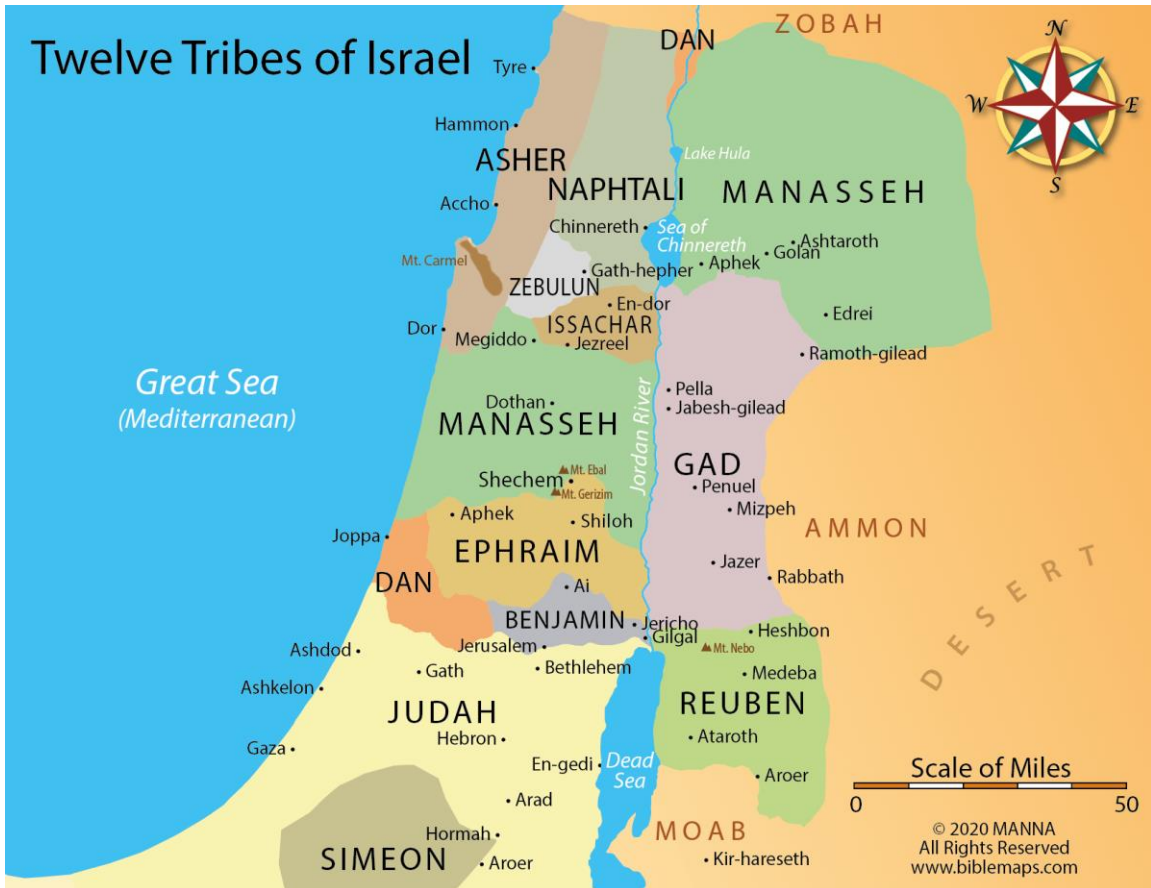 Twelve Tribes of Israel
DAN
ZOBAH
N
W
E
S
Tyre
Hammon
ASHER
Lake Hula
NAPHTALI
MANASSEH
Accho
Chinnereth
Sea of
Chinnereth
Ashtaroth
Golan
Aphek
Mt. Carmel
Gath-hepher
ZEBULUN
En-dor
ISSACHAR
Edrei
Dor
Megiddo
Jezreel
Ramoth-gilead
Great Sea
(Mediterranean)
Jordan River
Pella
Jabesh-gilead
Dothan
MANASSEH
GAD
Mt. Ebal
Shechem
Mt. Gerizim
Penuel
Mizpeh
Aphek
Shiloh
AMMON
Joppa
EPHRAIM
DAN
Jazer
Rabbath
Ai
DESERT
BENJAMIN
Jericho
Gilgal
Heshbon
Jerusalem
Mt. Nebo
Ashdod
Gath
Bethlehem
Medeba
Ashkelon
JUDAH
REUBEN
Hebron
Ataroth
Gaza
En-gedi
Dead
Sea
Aroer
Scale of Miles
0
50
Arad
Hormah
MOAB
SIMEON
Aroer
Kir-hareseth
© 2020 MANNA
All Rights Reserved
www.biblemaps.com